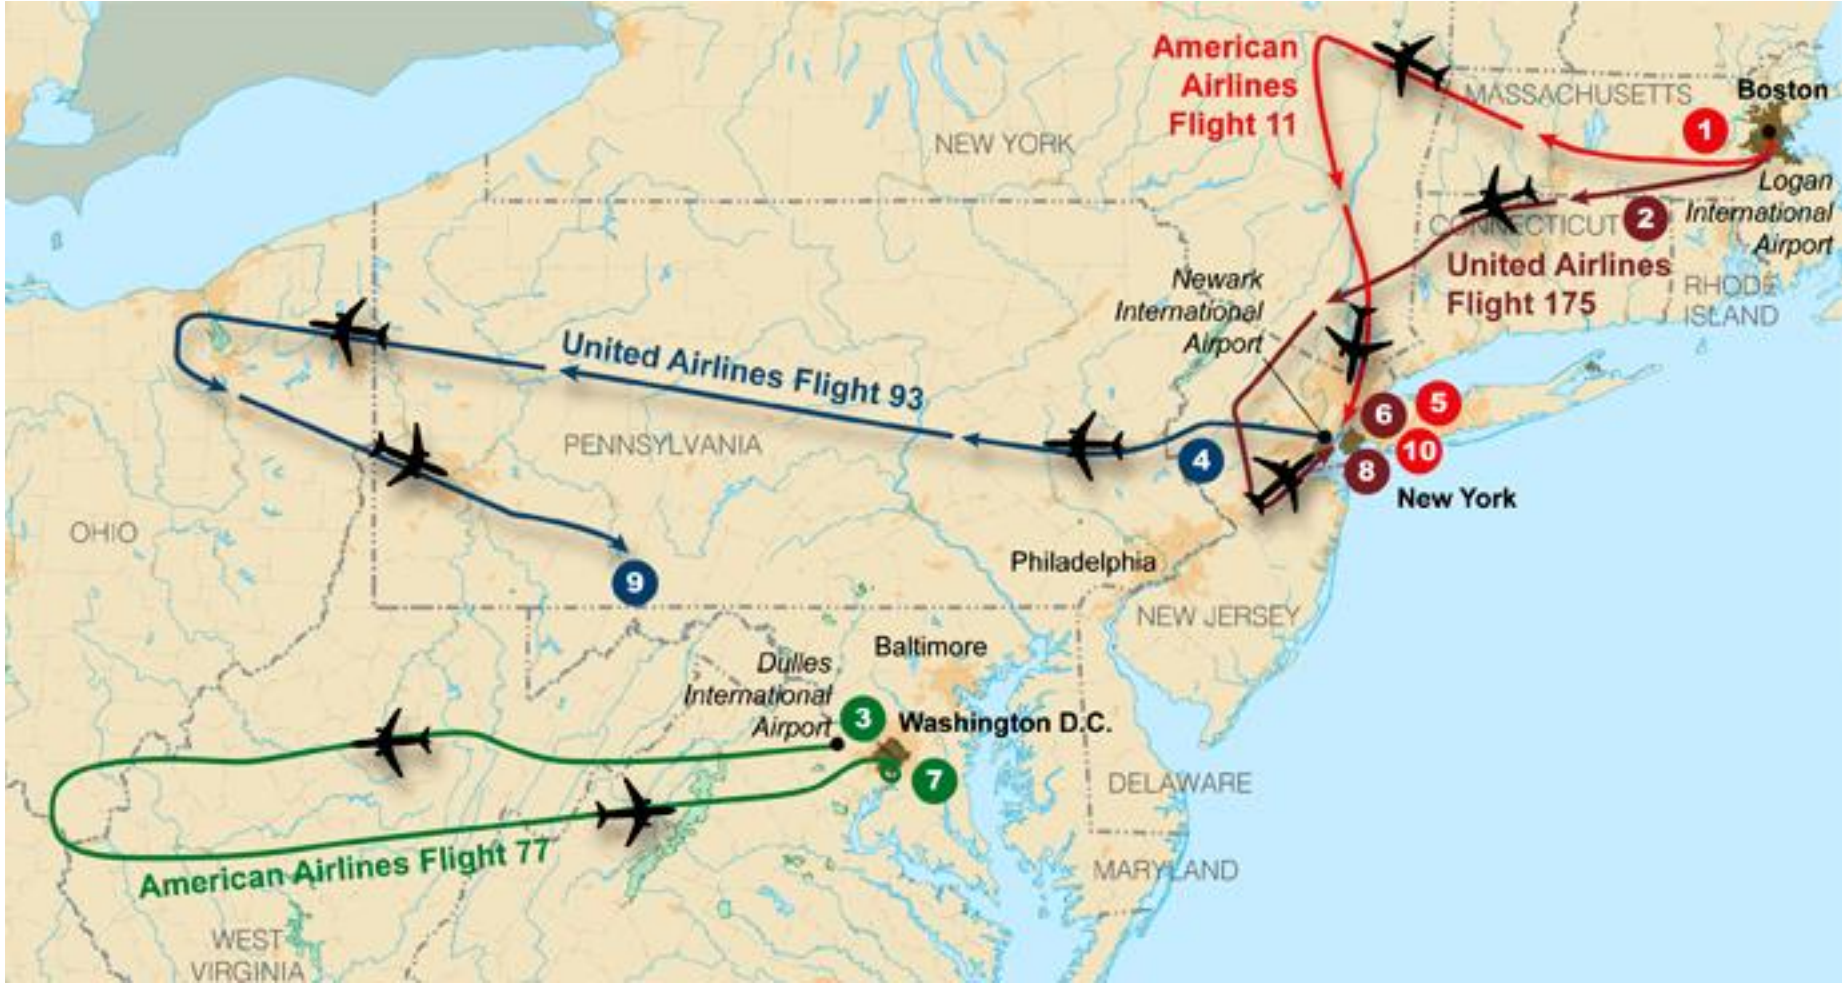 American
Airlines
Flight 11
MASSACHUSETTS
Boston
1
NEW YORK
Logan
International
Airport
2
CONNECTICUT
United Airlines
Flight 175
RHODE
ISLAND
Newark
International
Airport
United Airlines Flight 93
6
5
10
8
4
PENNSYLVANIA
New York
OHIO
Philadelphia
9
NEW JERSEY
Baltimore
Dulles
International
Airport
3
Washington D.C.
7
DELAWARE
American Airlines Flight 77
MARYLAND
WEST
VIRGINIA